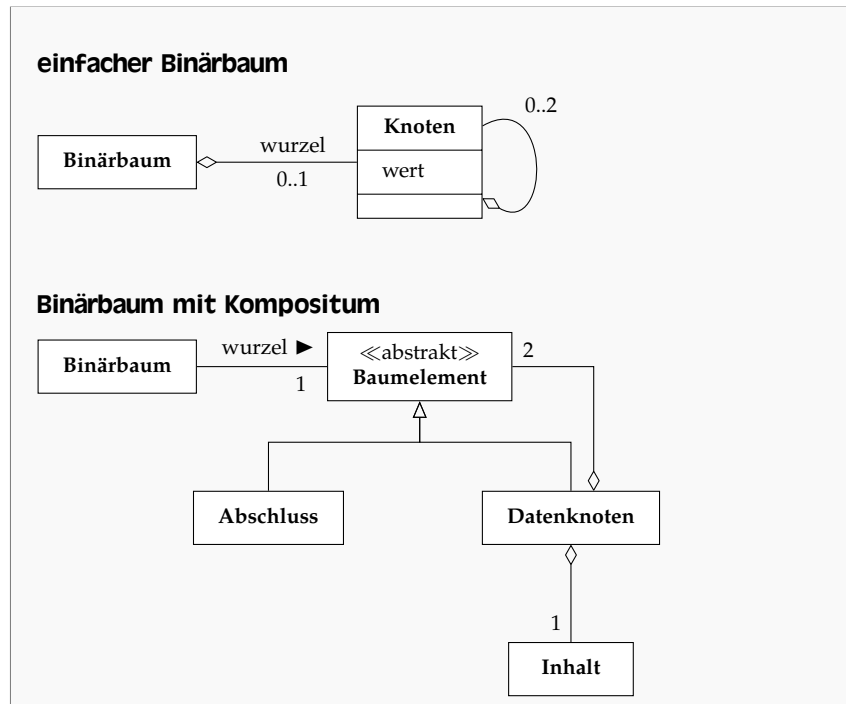 einfacher Binärbaum
0..2
Knoten
wurzel
Binärbaum
wert
0..1
Binärbaum mit Kompositum
wurzel ►
≪abstrakt≫
2
Binärbaum
Baumelement
1
Abschluss
Datenknoten
1
Inhalt